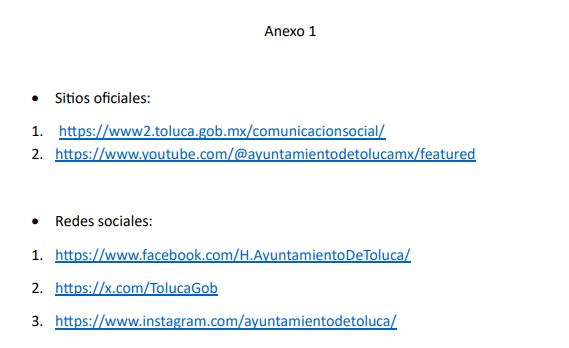 Anexo 1
• Sitios oficiales:
1. https://www2.toluca.gob.mx/comunicacionsocial/
2. https://www.youtube.com/@ayuntamientodetolucamx/featured
• Redes sociales:
1. https://www.facebook.com/H.AyuntamientoDeToluca/
2. https://x.com/TolucaGob
3. https://www.instagram.com/ayuntamientodetoluca/